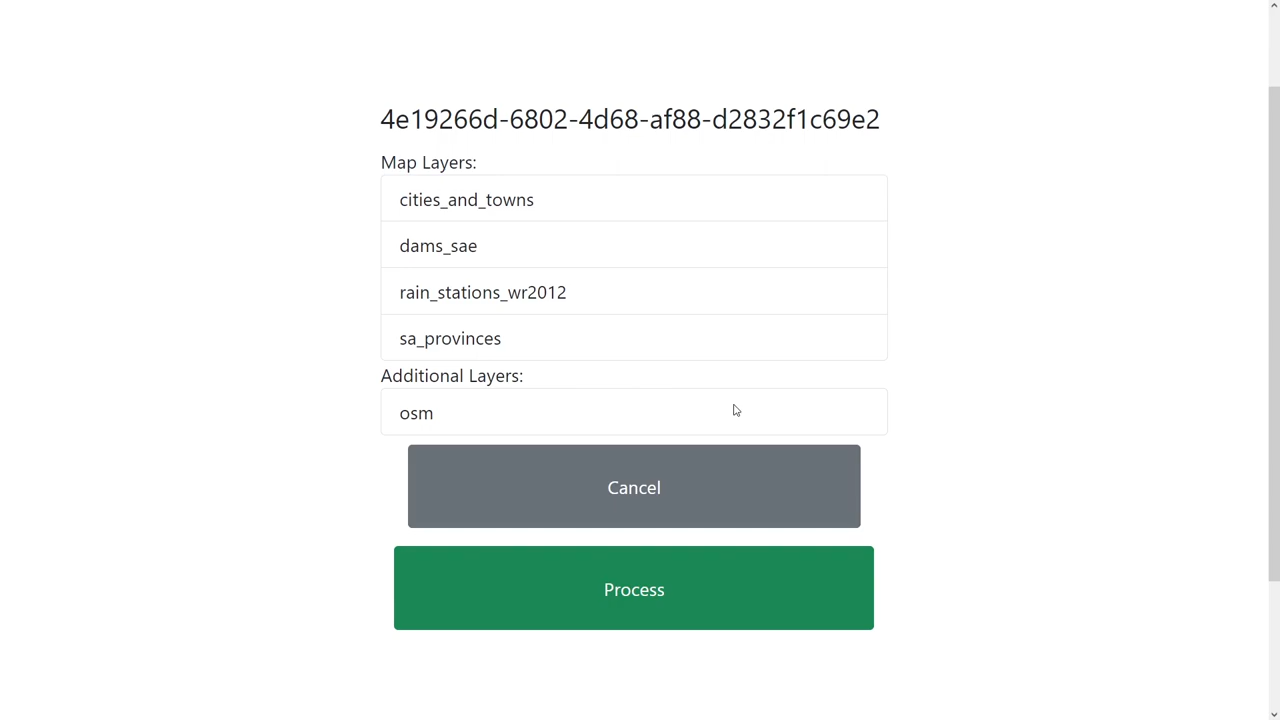 4e19266d-6802-4d68-af88-d2832f1c69e2
Map Layers:
cities_and_towns
dams_sae
rain_stations_wr2012
sa_provinces
Additional Layers:
osm
Cancel
Process